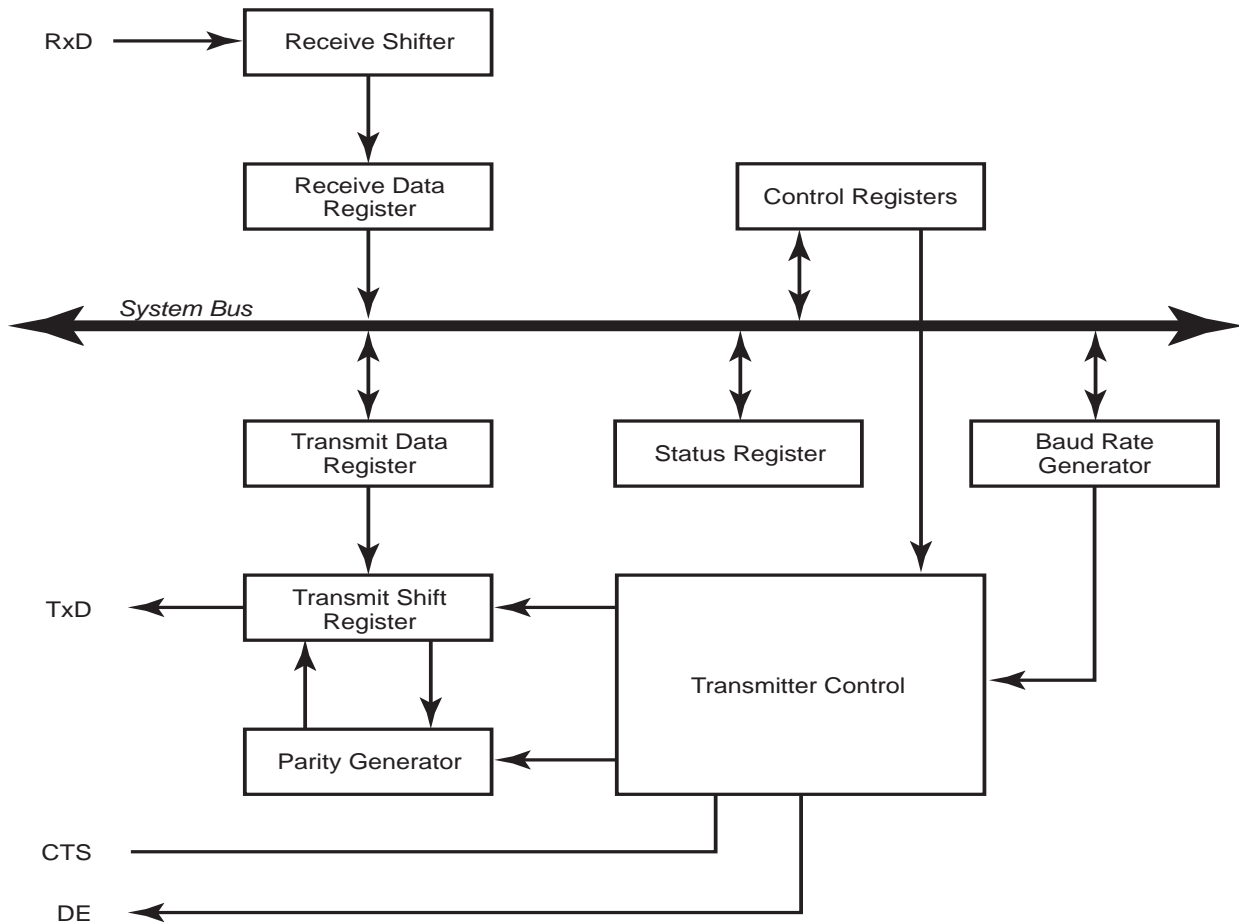 RxD
Receive Shifter
Receive Data
Register
Control Registers
System Bus
Transmit Data
Register
Status Register
Baud Rate
Generator
TxD
Transmit Shift
Register
Transmitter Control
Parity Generator
CTS
DE